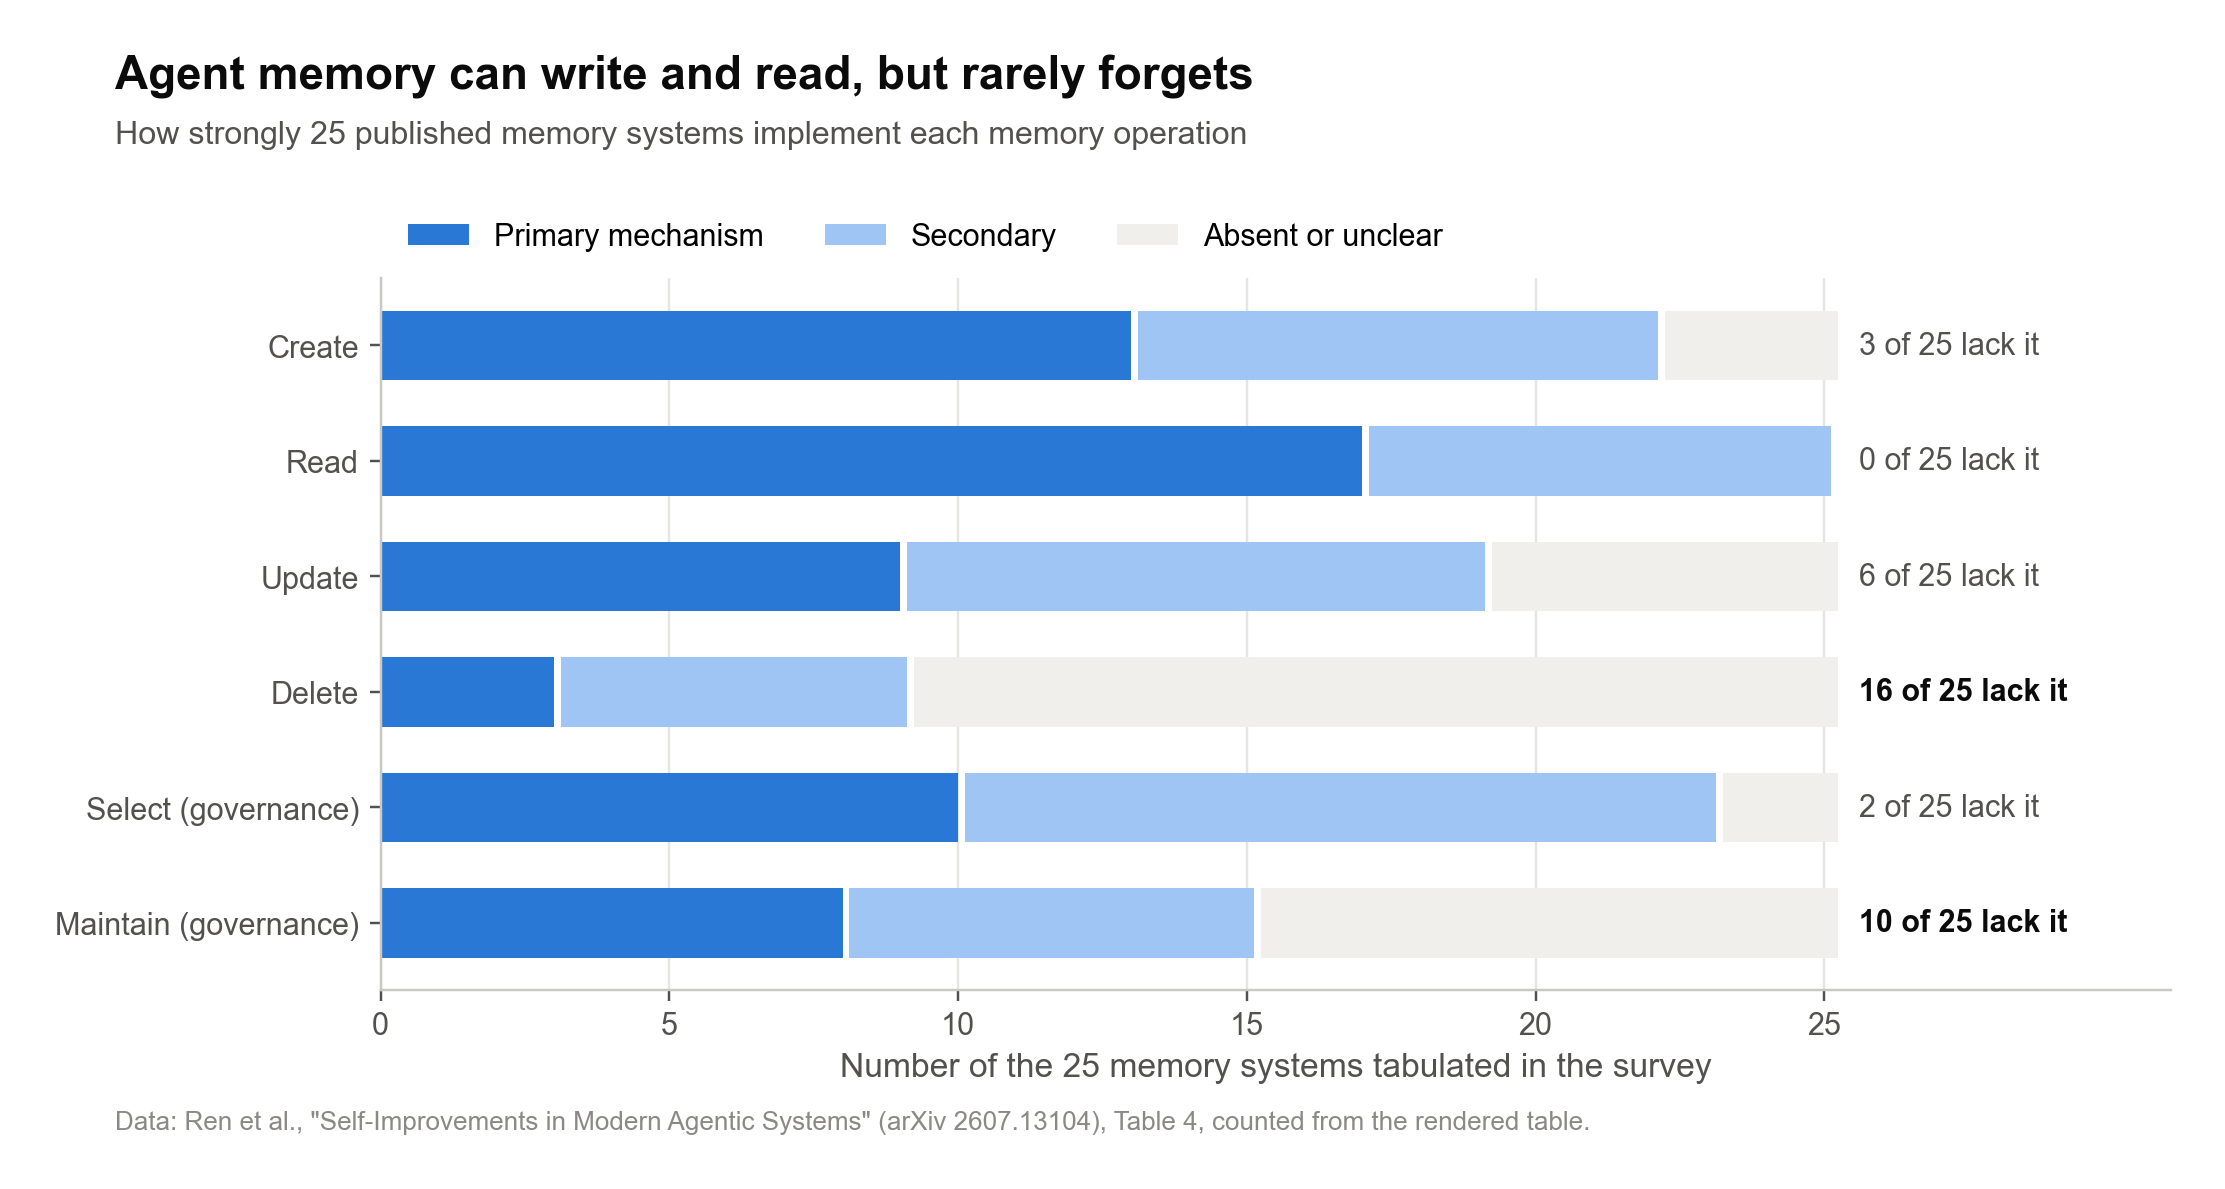 Agent memory can write and read, but rarely forgets
How strongly 25 published memory systems implement each memory operation
Primary mechanism Secondary Absent or unclear
Create 3 of 25 lack it
Read 0 of 25 lack it
Update 6 of 25 lack it
Delete 16 of 25 lack it
Select (governance) 2 of 25 lack it
Maintain (governance) 10 of 25 lack it
0 5 10 15 20 25
Number of the 25 memory systems tabulated in the survey
Data: Ren et al., "Self-Improvements in Modern Agentic Systems" (arXiv 2607.13104), Table 4, counted from the rendered table.